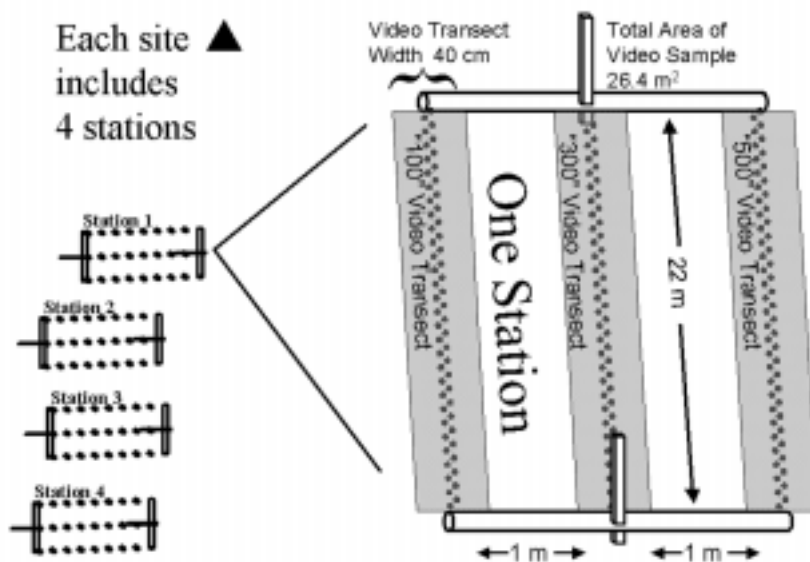 Each site ▲
includes
4 stations
Video Transect
Width 40 cm
Total Area of
Video Sample
26.4 m²
Station 1
Station 2
Station 3
Station 4
"100" Video Transect
One Station
"300" Video Transect
22 m
"500" Video Transect
1 m
1 m